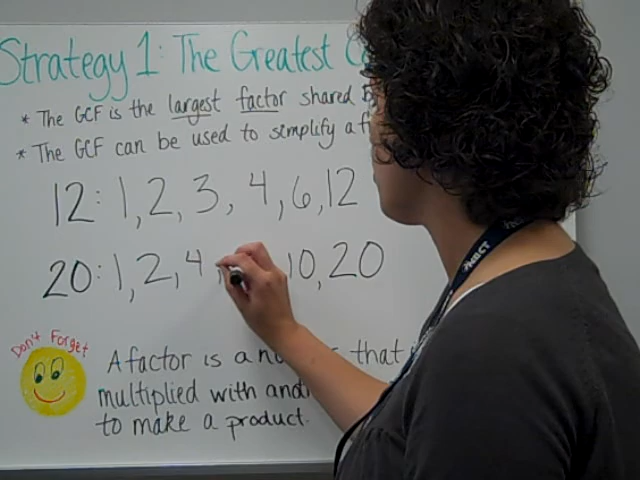 Strategy 1: The Greatest
* The GCF is the largest factor shared
* The GCF can be used to simplify a
12: 1, 2, 3, 4, 6, 12
20: 1, 2, 4, 10, 20
Don't Forget
A factor is a that
multiplied with
to make a product.
NBCT